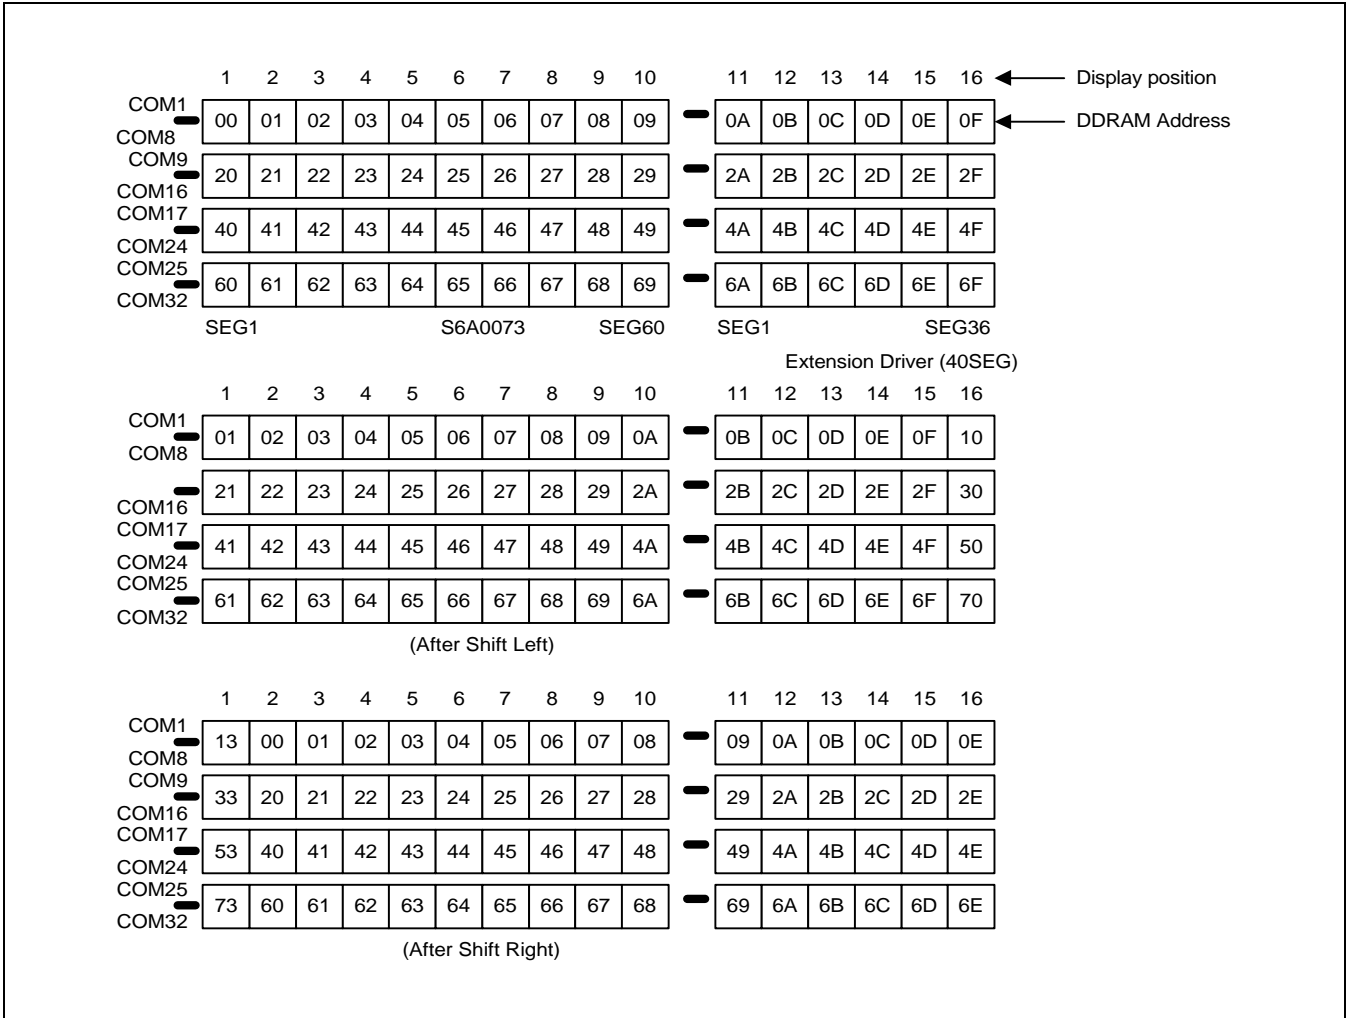 1 2 3 4 5 6 7 8 9 10 11 12 13 14 15 16 Display position
COM1
00 01 02 03 04 05 06 07 08 09 0A 0B 0C 0D 0E 0F DDRAM Address
COM8
COM9
20 21 22 23 24 25 26 27 28 29 2A 2B 2C 2D 2E 2F
COM16
COM17
40 41 42 43 44 45 46 47 48 49 4A 4B 4C 4D 4E 4F
COM24
COM25
60 61 62 63 64 65 66 67 68 69 6A 6B 6C 6D 6E 6F
COM32
SEG1 S6A0073 SEG60 SEG1 SEG36
Extension Driver (40SEG)
1 2 3 4 5 6 7 8 9 10 11 12 13 14 15 16
COM1
01 02 03 04 05 06 07 08 09 0A 0B 0C 0D 0E 0F 10
COM8
21 22 23 24 25 26 27 28 29 2A 2B 2C 2D 2E 2F 30
COM16
COM17
41 42 43 44 45 46 47 48 49 4A 4B 4C 4D 4E 4F 50
COM24
COM25
61 62 63 64 65 66 67 68 69 6A 6B 6C 6D 6E 6F 70
COM32
(After Shift Left)
1 2 3 4 5 6 7 8 9 10 11 12 13 14 15 16
COM1
13 00 01 02 03 04 05 06 07 08 09 0A 0B 0C 0D 0E
COM8
COM9
33 20 21 22 23 24 25 26 27 28 29 2A 2B 2C 2D 2E
COM16
COM17
53 40 41 42 43 44 45 46 47 48 49 4A 4B 4C 4D 4E
COM24
COM25
73 60 61 62 63 64 65 66 67 68 69 6A 6B 6C 6D 6E
COM32
(After Shift Right)